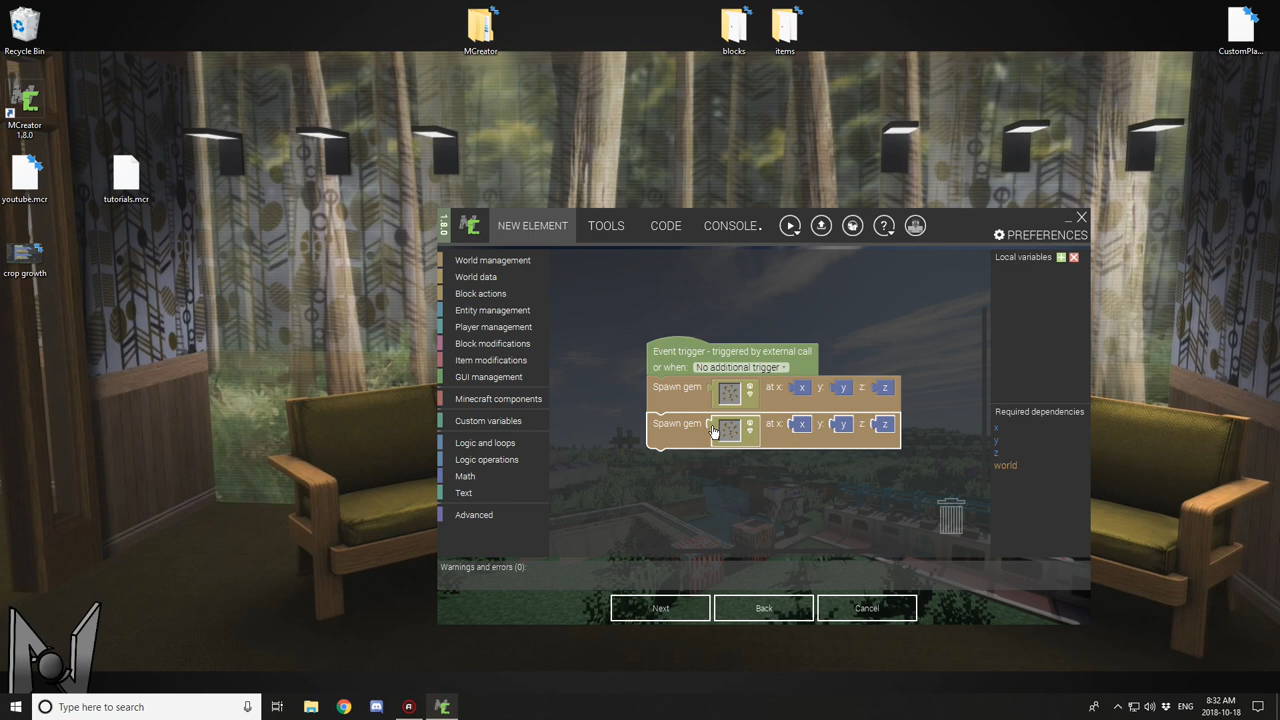 Recycle Bin
MCreator
blocks
items
CustomPla...
MCreator
1.8.0
youtube.mcr
tutorials.mcr
crop growth
1.8.0
NEW ELEMENT
TOOLS
CODE
CONSOLE.
PREFERENCES
World management
World data
Block actions
Entity management
Player management
Block modifications
Item modifications
GUI management
Minecraft components
Custom variables
Logic and loops
Logic operations
Math
Text
Advanced
Event trigger - triggered by external call
or when: No additional trigger
Spawn gem at x: x y: y z: z
Spawn gem at x: x y: y z: z
Local variables
Required dependencies
x
y
z
world
Warnings and errors (0):
Next
Back
Cancel
Type here to search
ENG
8:32 AM
2018-10-18